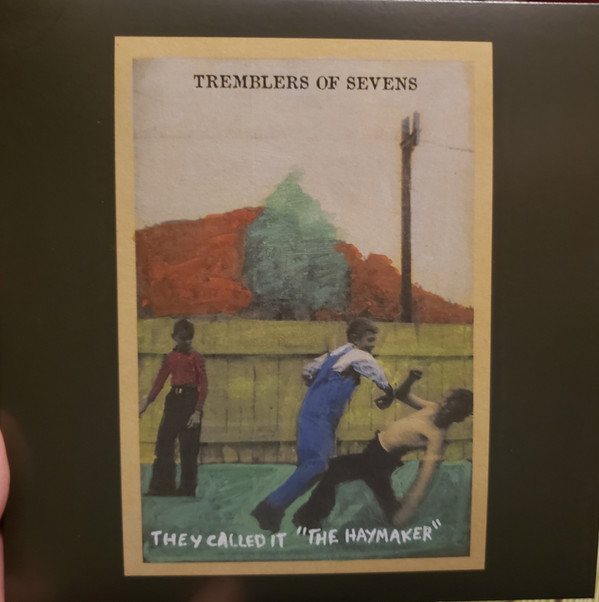 TREMBLERS OF SEVENS
THEY CALLED IT "THE HAYMAKER"